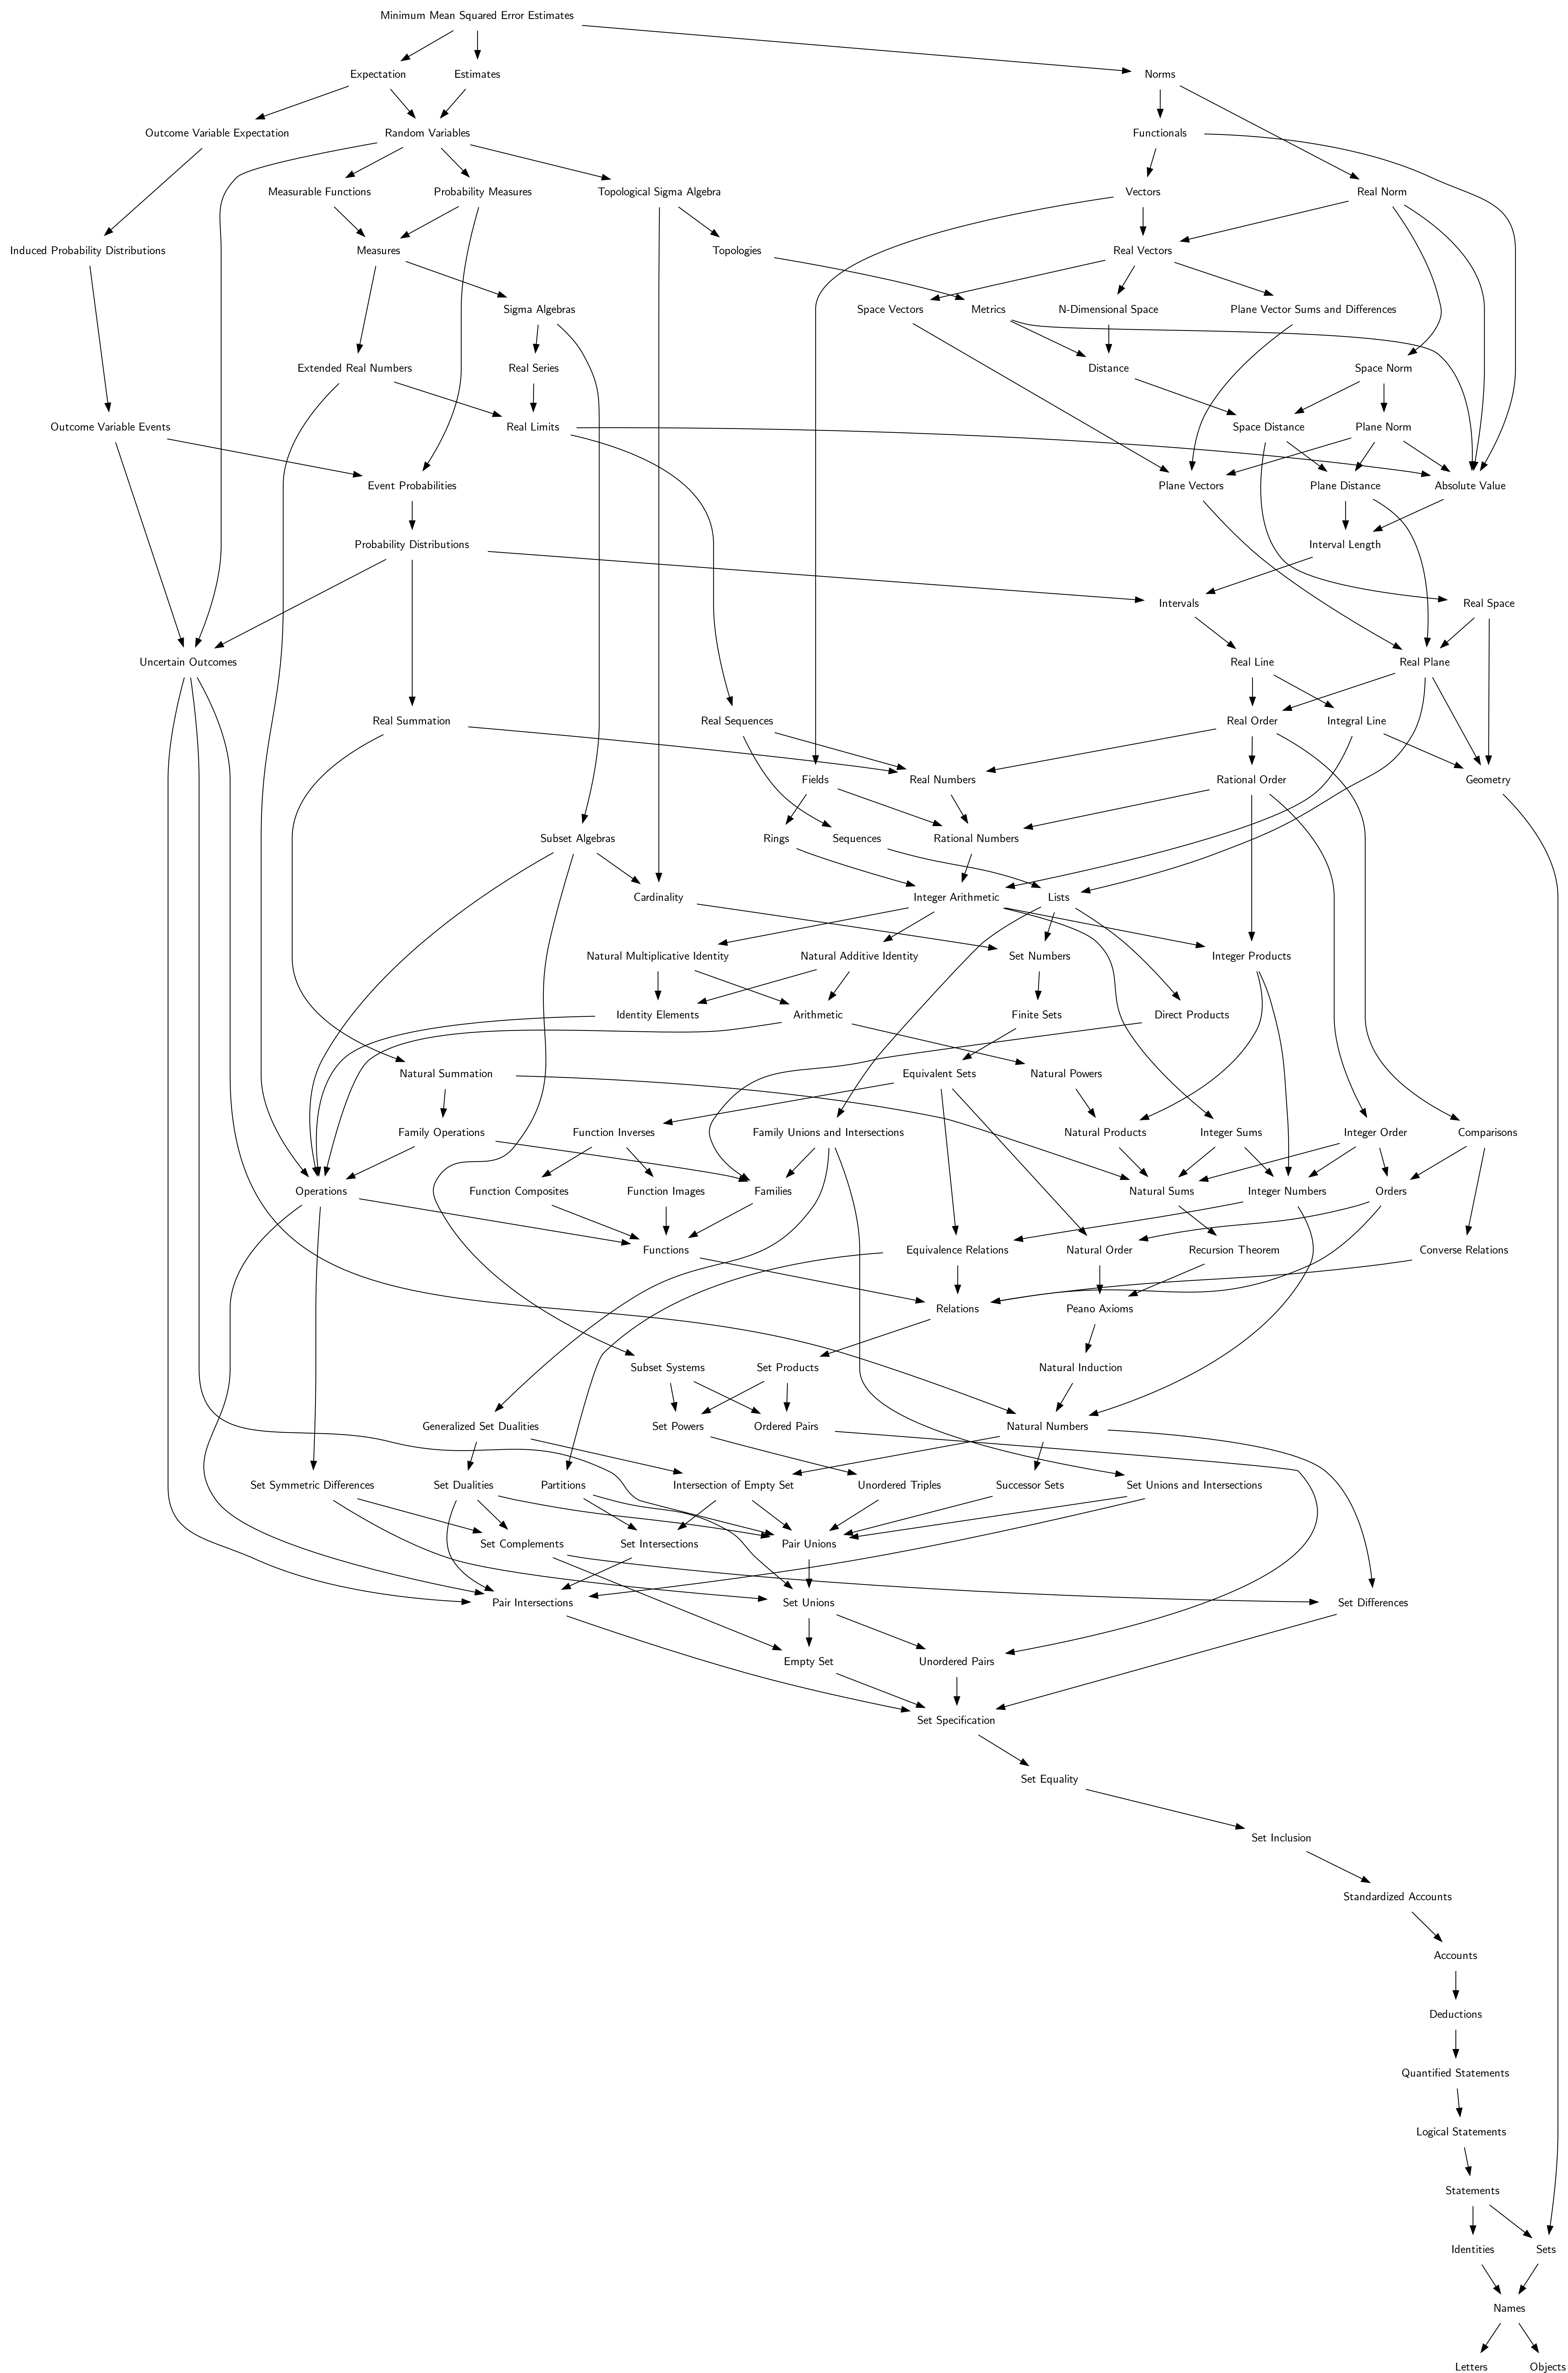 Minimum Mean Squared Error Estimates
Expectation
Estimates
Norms
Outcome Variable Expectation
Random Variables
Functionals
Measurable Functions
Probability Measures
Topological Sigma Algebra
Vectors
Real Norm
Induced Probability Distributions
Measures
Topologies
Real Vectors
Sigma Algebras
Space Vectors
Metrics
N-Dimensional Space
Plane Vector Sums and Differences
Extended Real Numbers
Real Series
Distance
Space Norm
Outcome Variable Events
Real Limits
Space Distance
Plane Norm
Event Probabilities
Plane Vectors
Plane Distance
Absolute Value
Probability Distributions
Interval Length
Intervals
Real Space
Uncertain Outcomes
Real Line
Real Plane
Real Summation
Real Sequences
Real Order
Integral Line
Fields
Real Numbers
Rational Order
Geometry
Subset Algebras
Rings
Sequences
Rational Numbers
Cardinality
Integer Arithmetic
Lists
Natural Multiplicative Identity
Natural Additive Identity
Set Numbers
Integer Products
Identity Elements
Arithmetic
Finite Sets
Direct Products
Natural Summation
Equivalent Sets
Natural Powers
Family Operations
Function Inverses
Family Unions and Intersections
Natural Products
Integer Sums
Integer Order
Comparisons
Operations
Function Composites
Function Images
Families
Natural Sums
Integer Numbers
Orders
Functions
Equivalence Relations
Natural Order
Recursion Theorem
Converse Relations
Relations
Peano Axioms
Subset Systems
Set Products
Natural Induction
Generalized Set Dualities
Set Powers
Ordered Pairs
Natural Numbers
Set Symmetric Differences
Set Dualities
Partitions
Intersection of Empty Set
Unordered Triples
Successor Sets
Set Unions and Intersections
Set Complements
Set Intersections
Pair Unions
Pair Intersections
Set Unions
Set Differences
Empty Set
Unordered Pairs
Set Specification
Set Equality
Set Inclusion
Standardized Accounts
Accounts
Deductions
Quantified Statements
Logical Statements
Statements
Identities
Sets
Names
Letters
Objects